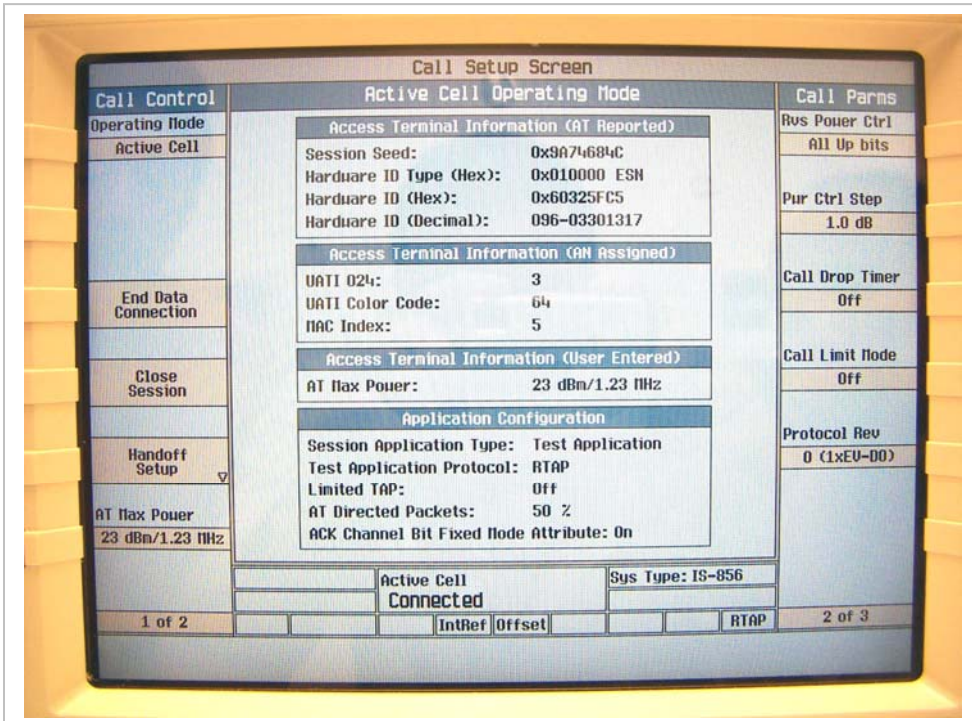 Call Setup Screen
Call Control
Operating Mode
Active Cell
End Data
Connection
Close
Session
Handoff
Setup
AT Max Power
23 dBm/1.23 MHz
1 of 2
Active Cell Operating Mode
Access Terminal Information (AT Reported)
Session Seed: 0x9A74684C
Hardware ID Type (Hex): 0x010000 ESN
Hardware ID (Hex): 0x60325FC5
Hardware ID (Decimal): 096-03301317
Access Terminal Information (AN Assigned)
UATI 024: 3
UATI Color Code: 64
MAC Index: 5
Access Terminal Information (User Entered)
AT Max Power: 23 dBm/1.23 MHz
Application Configuration
Session Application Type: Test Application
Test Application Protocol: RTAP
Limited TAP: Off
AT Directed Packets: 50 %
ACK Channel Bit Fixed Mode Attribute: On
Active Cell
Connected
Sys Type: IS-856
IntRef Offset RTAP
Call Parms
Rvs Power Ctrl
All Up bits
Pwr Ctrl Step
1.0 dB
Call Drop Timer
Off
Call Limit Mode
Off
Protocol Rev
0 (1xEV-DO)
2 of 3